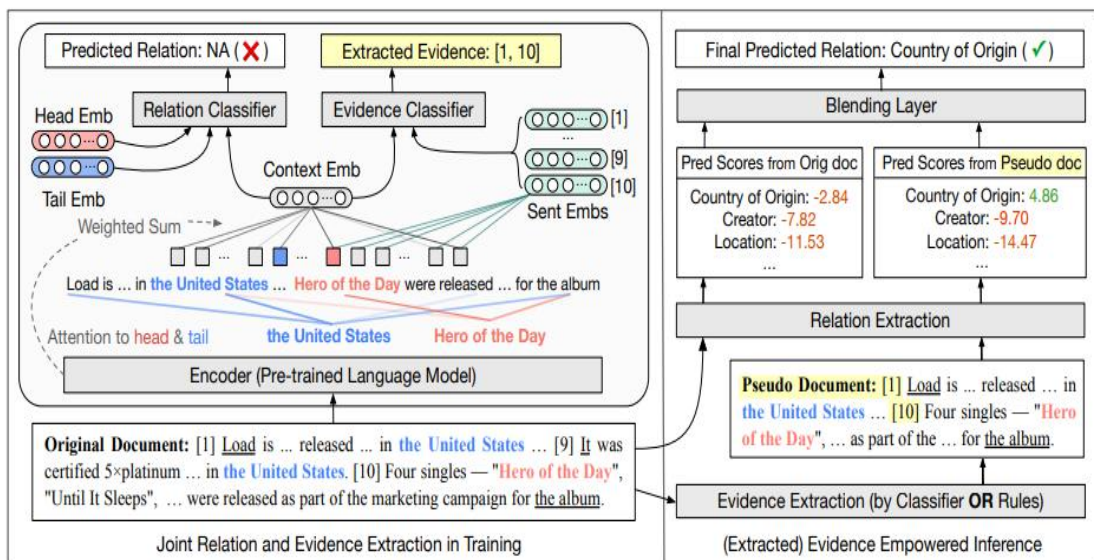 Predicted Relation: NA (✗)
Extracted Evidence: [1, 10]
Relation Classifier
Evidence Classifier
Head Emb
Tail Emb
Context Emb
[1]
...
[9]
[10]
Sent Embs
Weighted Sum
... ... ...
Load is ... in the United States ... Hero of the Day were released ... for the album
Attention to head & tail
the United States
Hero of the Day
Encoder (Pre-trained Language Model)
Original Document: [1] Load is ... released ... in the United States ... [9] It was
certified 5×platinum ... in the United States. [10] Four singles — "Hero of the Day",
"Until It Sleeps", ... were released as part of the marketing campaign for the album.
Joint Relation and Evidence Extraction in Training
Final Predicted Relation: Country of Origin (✓)
Blending Layer
Pred Scores from Orig doc
Country of Origin: -2.84
Creator: -7.82
Location: -11.53
...
Pred Scores from Pseudo doc
Country of Origin: 4.86
Creator: -9.70
Location: -14.47
...
Relation Extraction
Pseudo Document: [1] Load is ... released ... in
the United States ... [10] Four singles — "Hero
of the Day", ... as part of the ... for the album.
Evidence Extraction (by Classifier OR Rules)
(Extracted) Evidence Empowered Inference